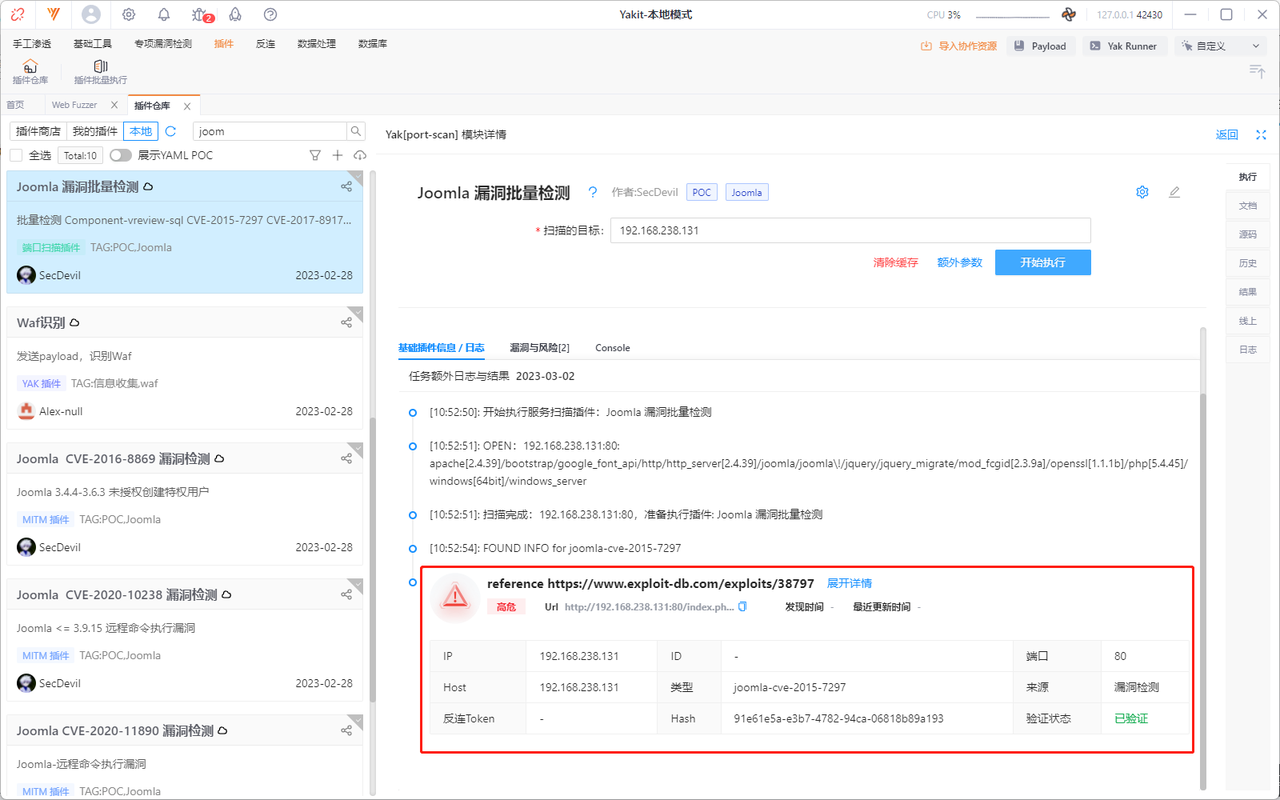 2
Yakit-本地模式
CPU 3%
127.0.0.1 42430
手工渗透 基础工具 专项漏洞检测 插件 反连 数据处理 数据库
导入协作资源 Payload Yak Runner 自定义
插件仓库 插件批量执行
首页 Web Fuzzer 插件仓库
插件商店 我的插件 本地 joom
全选 Total:10 展示YAML POC
Joomla 漏洞批量检测
批量检测 Component-vreview-sql CVE-2015-7297 CVE-2017-8917...
端口扫描插件 TAG:POC,Joomla
SecDevil 2023-02-28
Waf识别
发送payload，识别Waf
YAK 插件 TAG:信息收集,waf
Alex-null 2023-02-28
Joomla CVE-2016-8869 漏洞检测
Joomla 3.4.4-3.6.3 未授权创建特权用户
MITM 插件 TAG:POC,Joomla
SecDevil 2023-02-28
Joomla CVE-2020-10238 漏洞检测
Joomla <= 3.9.15 远程命令执行漏洞
MITM 插件 TAG:POC,Joomla
SecDevil 2023-02-28
Joomla CVE-2020-11890 漏洞检测
Joomla-远程命令执行漏洞
MITM 插件 TAG:POC,Joomla
Yak[port-scan] 模块详情 返回
Joomla 漏洞批量检测 作者:SecDevil POC Joomla
* 扫描的目标: 192.168.238.131
清除缓存 额外参数 开始执行
基础插件信息 / 日志 漏洞与风险[2] Console
任务额外日志与结果 2023-03-02
[10:52:50]: 开始执行服务扫描插件：Joomla 漏洞批量检测
[10:52:51]: OPEN：192.168.238.131:80:
apache[2.4.39]/bootstrap/google_font_api/http/http_server[2.4.39]/joomla/joomla\!/jquery/jquery_migrate/mod_fcgid[2.3.9a]/openssl[1.1.1b]/php[5.4.45]/
windows[64bit]/windows_server
[10:52:51]: 扫描完成：192.168.238.131:80，准备执行插件: Joomla 漏洞批量检测
[10:52:54]: FOUND INFO for joomla-cve-2015-7297
reference https://www.exploit-db.com/exploits/38797 展开详情
高危 Url http://192.168.238.131:80/index.ph... 发现时间 - 最近更新时间 -
IP 192.168.238.131 ID - 端口 80
Host 192.168.238.131 类型 joomla-cve-2015-7297 来源 漏洞检测
反连Token - Hash 91e61e5a-e3b7-4782-94ca-06818b89a193 验证状态 已验证
执行
文档
源码
历史
结果
线上
日志